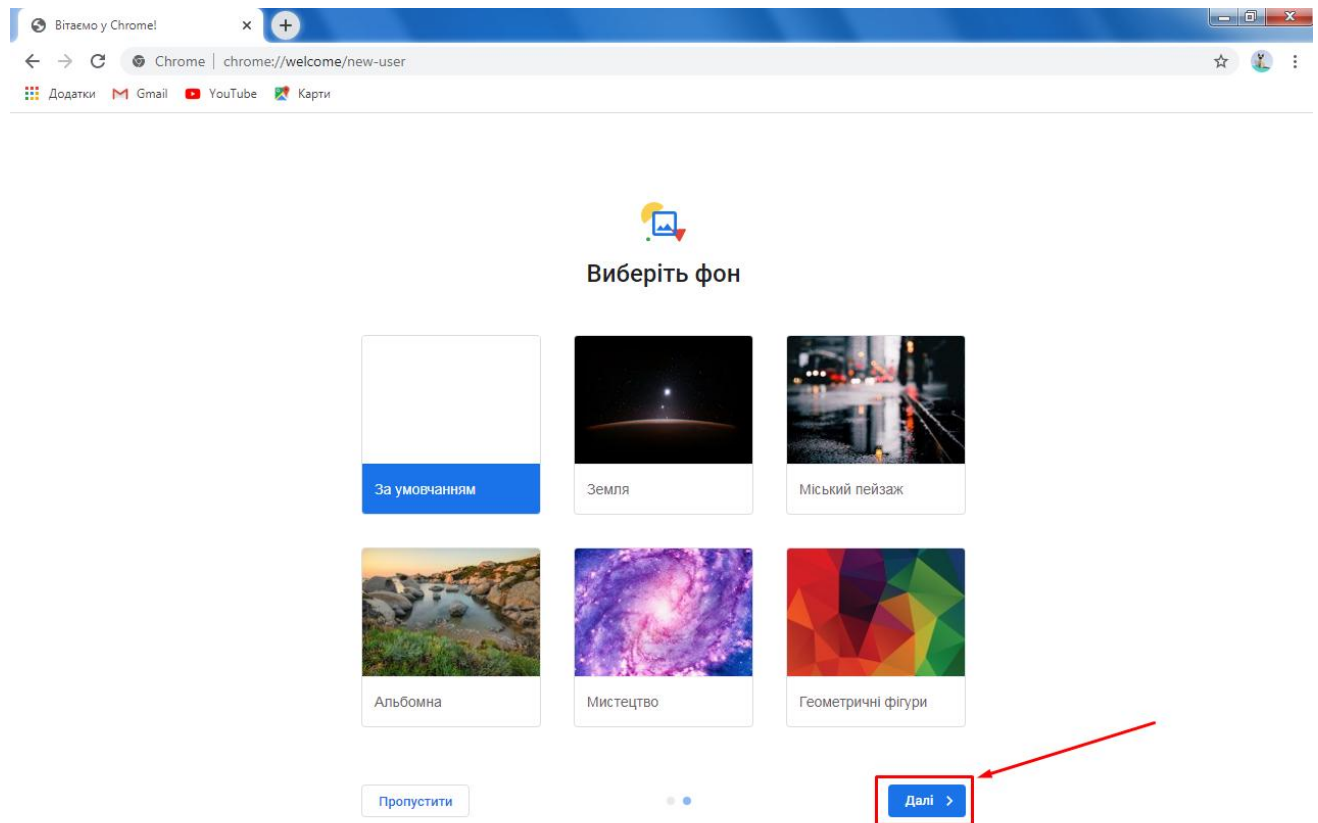 Вітаємо у Chrome!
Chrome | chrome://welcome/new-user
Додатки Gmail YouTube Карти
Виберіть фон
За умовчанням Земля Міський пейзаж
Альбомна Мистецтво Геометричні фігури
Пропустити Далі